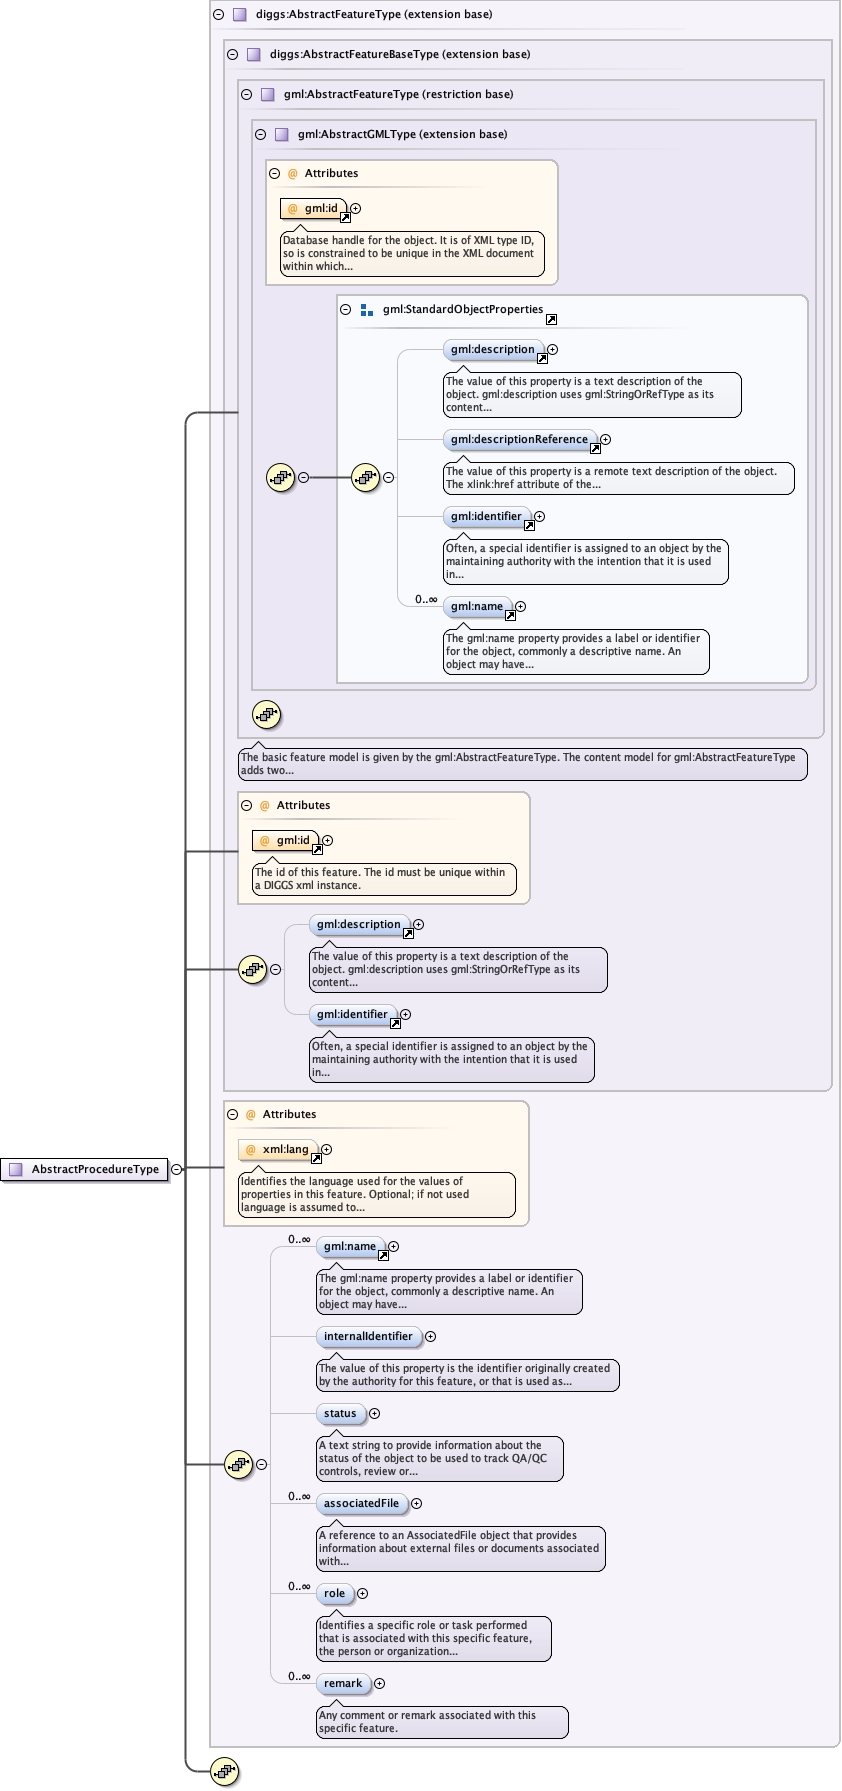 diggs:AbstractFeatureType (extension base)
diggs:AbstractFeatureBaseType (extension base)
gml:AbstractFeatureType (restriction base)
gml:AbstractGMLType (extension base)
@ Attributes
@ gml:id
Database handle for the object. It is of XML type ID,
so is constrained to be unique in the XML document
within which...
gml:StandardObjectProperties
gml:description
The value of this property is a text description of the
object. gml:description uses gml:StringOrRefType as its
content...
gml:descriptionReference
The value of this property is a remote text description of the object.
The xlink:href attribute of the...
gml:identifier
Often, a special identifier is assigned to an object by the
maintaining authority with the intention that it is used
in...
0..∞
gml:name
The gml:name property provides a label or identifier
for the object, commonly a descriptive name. An
object may have...
The basic feature model is given by the gml:AbstractFeatureType. The content model for gml:AbstractFeatureType
adds two...
@ Attributes
@ gml:id
The id of this feature. The id must be unique within
a DIGGS xml instance.
gml:description
The value of this property is a text description of the
object. gml:description uses gml:StringOrRefType as its
content...
gml:identifier
Often, a special identifier is assigned to an object by the
maintaining authority with the intention that it is used
in...
@ Attributes
@ xml:lang
Identifies the language used for the values of
properties in this feature. Optional; if not used
language is assumed to...
AbstractProcedureType
0..∞
gml:name
The gml:name property provides a label or identifier
for the object, commonly a descriptive name. An
object may have...
internalIdentifier
The value of this property is the identifier originally created
by the authority for this feature, or that is used as...
status
A text string to provide information about the
status of the object to be used to track QA/QC
controls, review or...
0..∞
associatedFile
A reference to an AssociatedFile object that provides
information about external files or documents associated
with...
0..∞
role
Identifies a specific role or task performed
that is associated with this specific feature,
the person or organization...
0..∞
remark
Any comment or remark associated with this
specific feature.